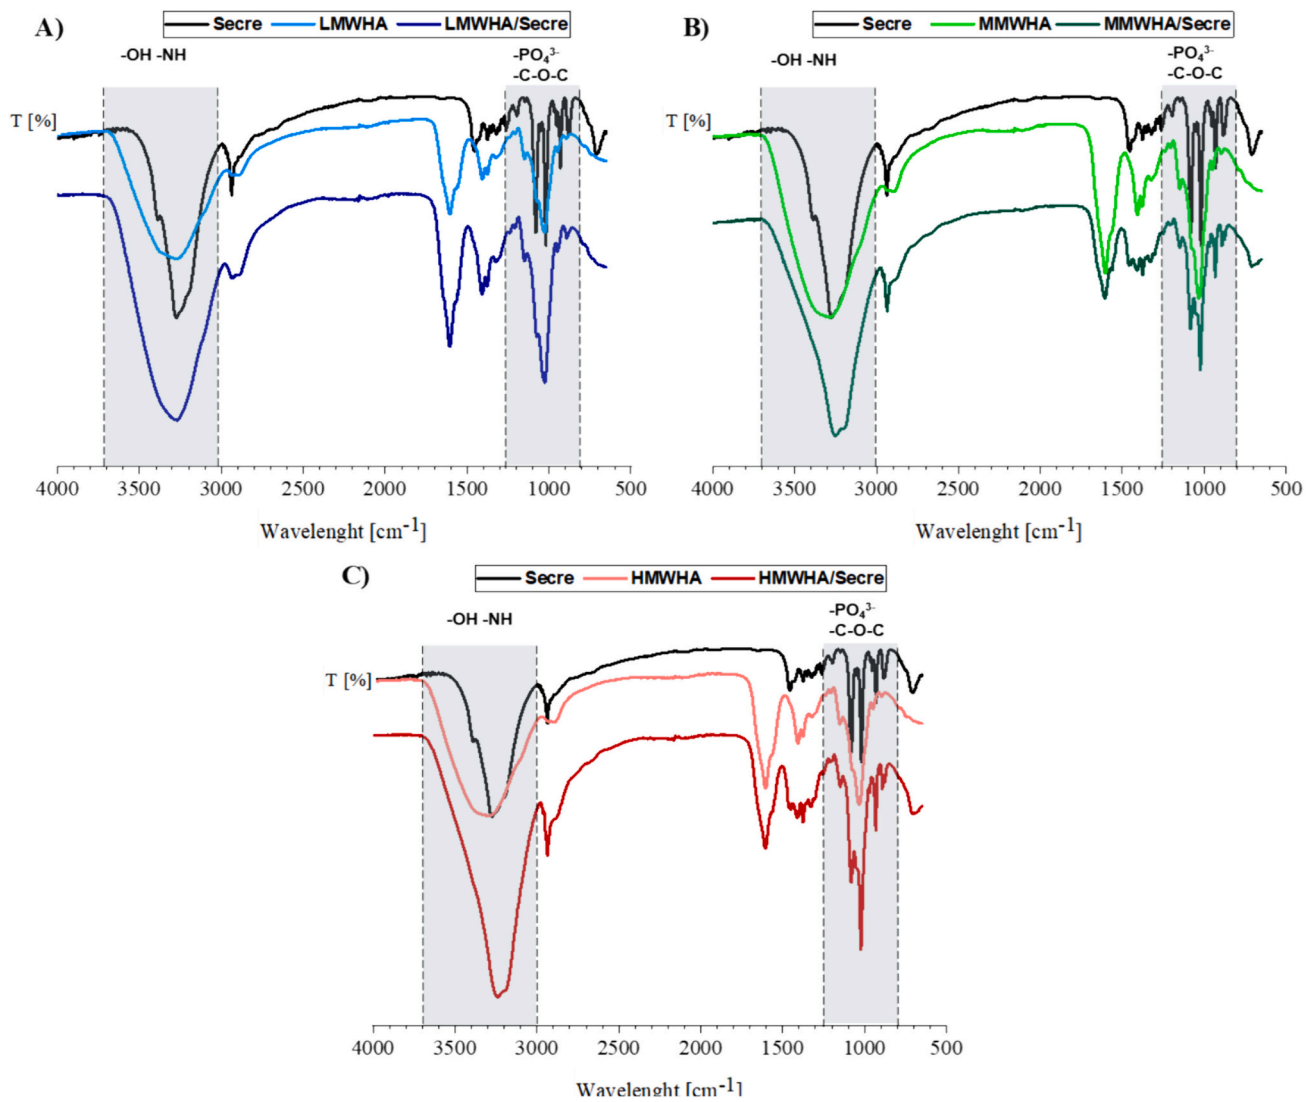 A)
Secre LMWHA LMWHA/Secre
-OH -NH
-PO₄³⁻
-C-O-C
T [%]
4000 3500 3000 2500 2000 1500 1000 500
Wavelenght [cm⁻¹]
B)
Secre MMWHA MMWHA/Secre
-OH -NH
-PO₄³⁻
-C-O-C
T [%]
4000 3500 3000 2500 2000 1500 1000 500
Wavelenght [cm⁻¹]
C)
Secre HMWHA HMWHA/Secre
-OH -NH
-PO₄³⁻
-C-O-C
T [%]
4000 3500 3000 2500 2000 1500 1000 500
Wavelenght [cm⁻¹]